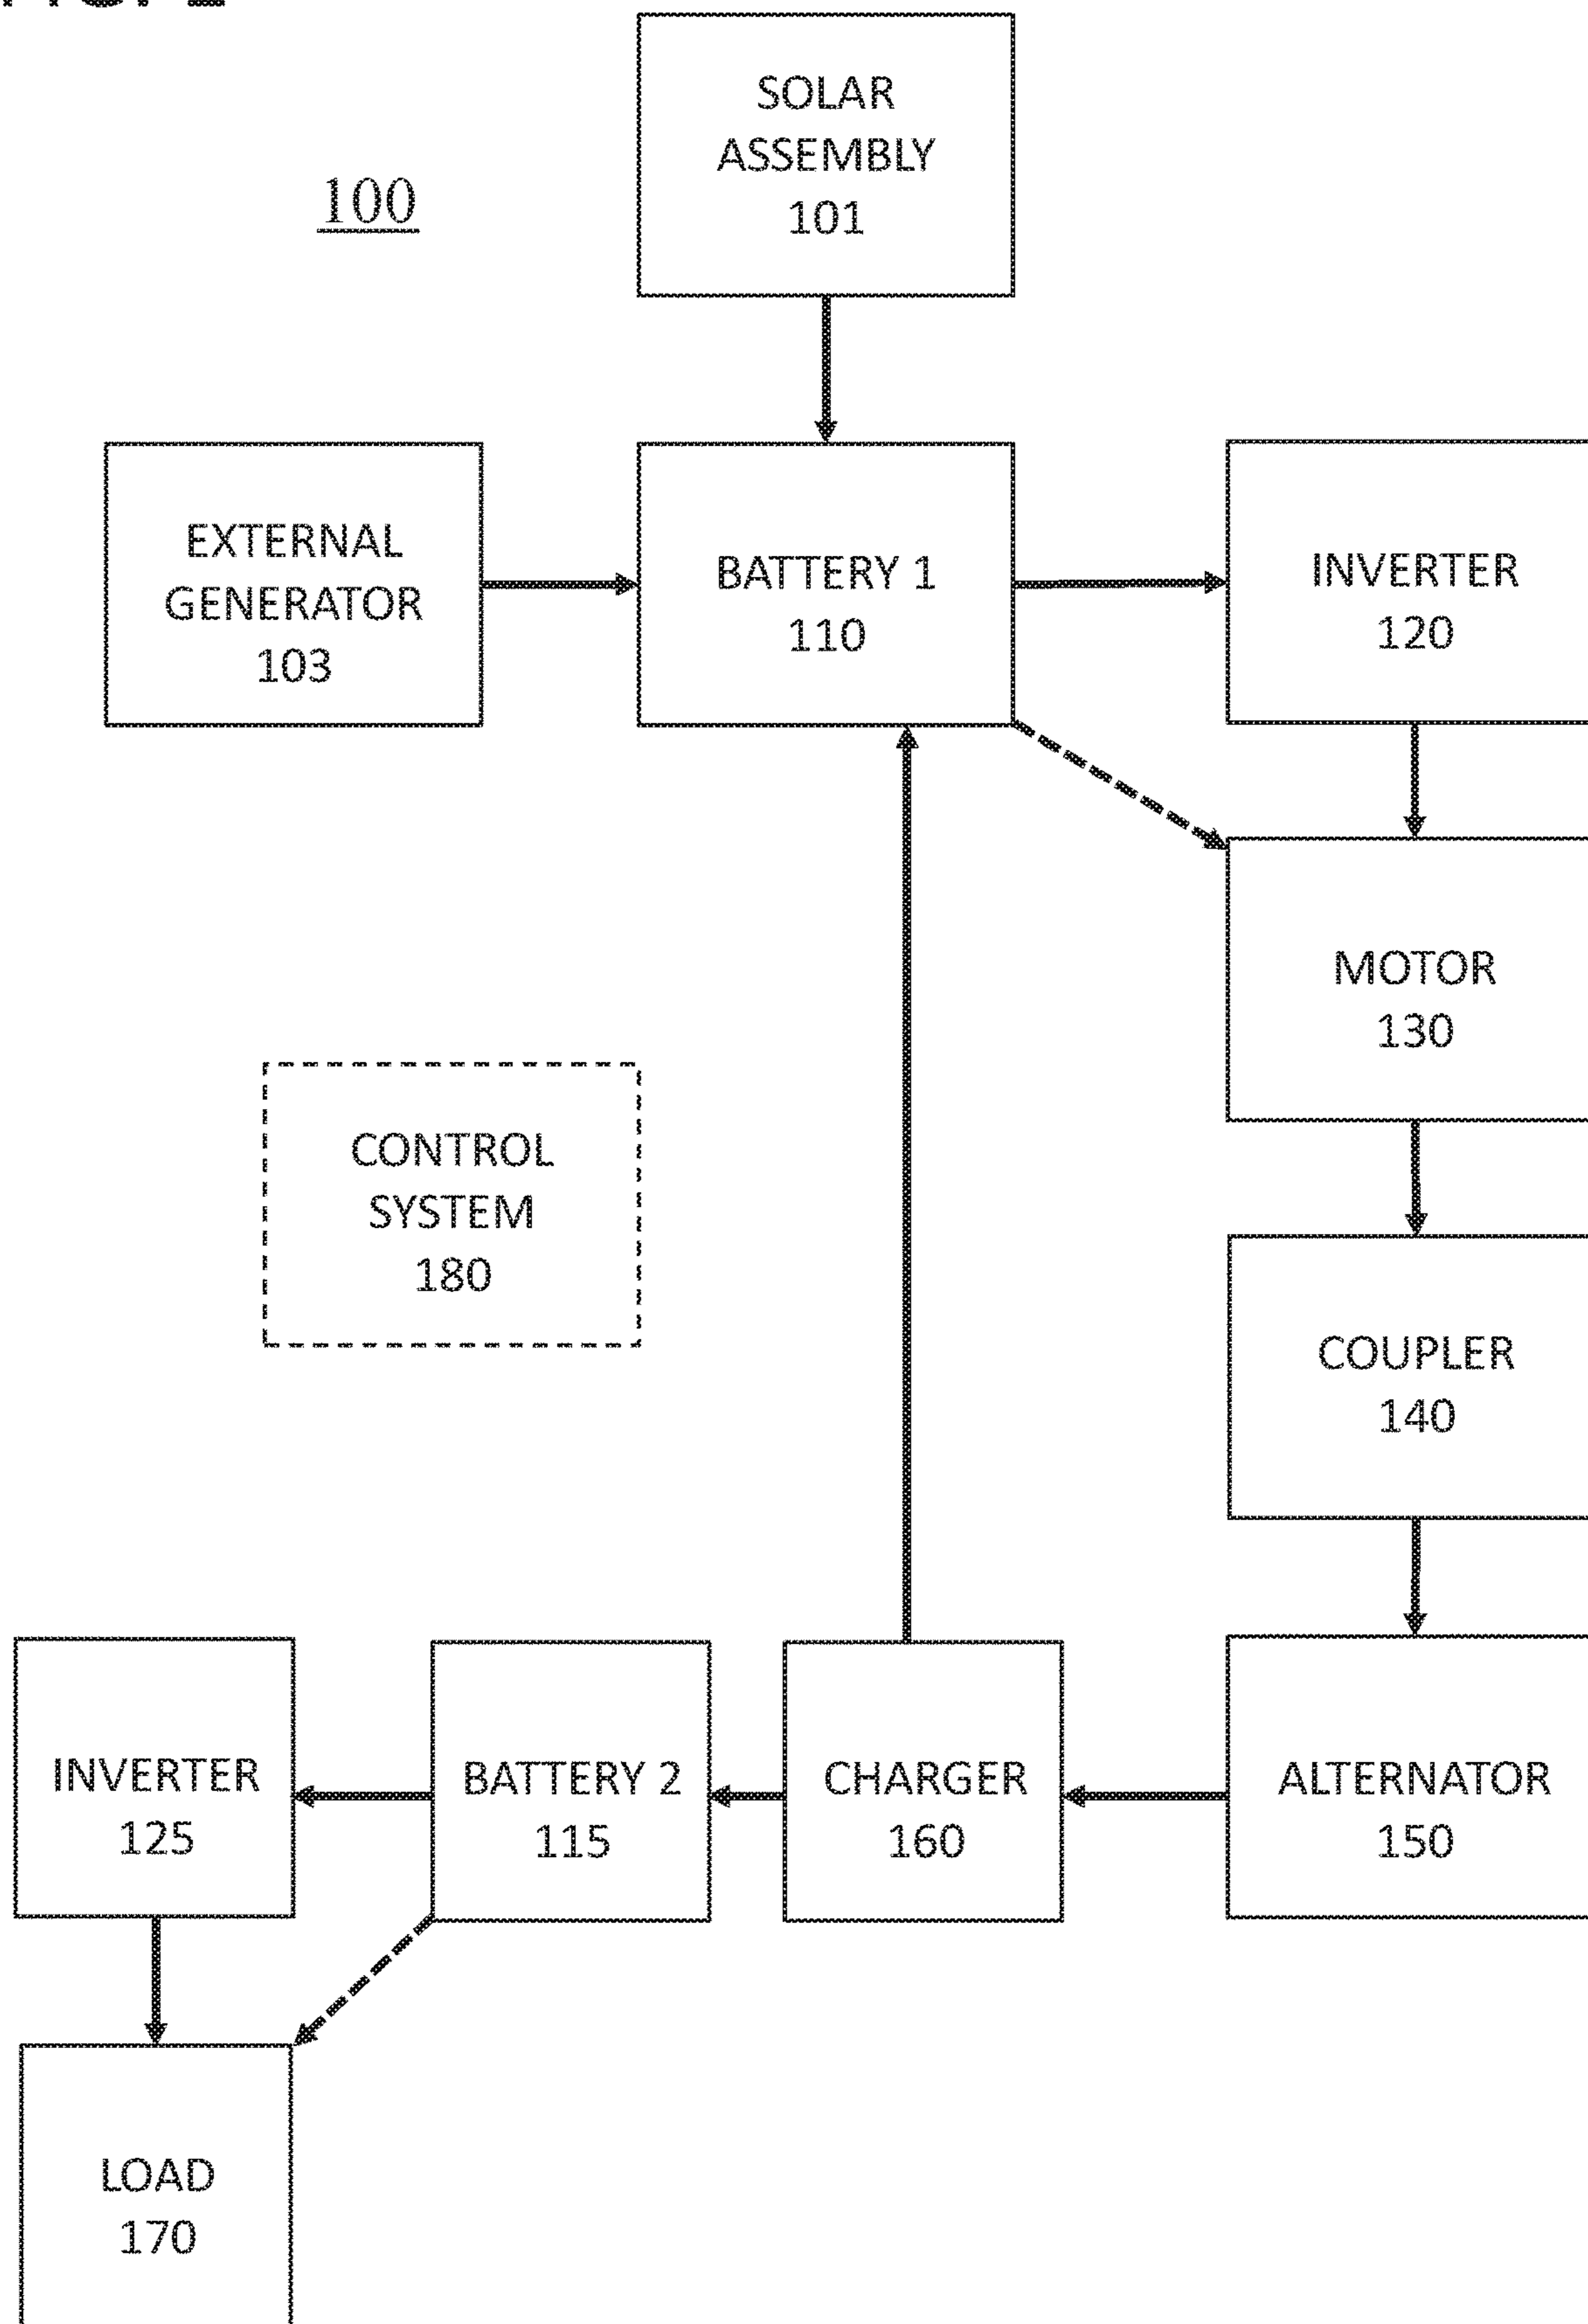 SOLAR
ASSEMBLY
101
100
EXTERNAL
GENERATOR
103
BATTERY 1
110
INVERTER
120
MOTOR
130
CONTROL
SYSTEM
180
COUPLER
140
INVERTER
125
BATTERY 2
115
CHARGER
160
ALTERNATOR
150
LOAD
170